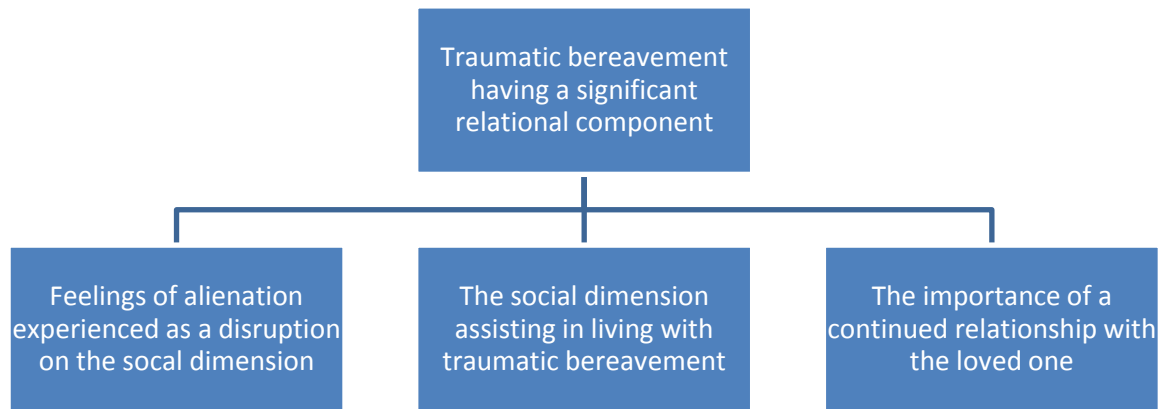 Traumatic bereavement
having a significant
relational component
Feelings of alienation
experienced as a disruption
on the socal dimension
The social dimension
assisting in living with
traumatic bereavement
The importance of a
continued relationship with
the loved one